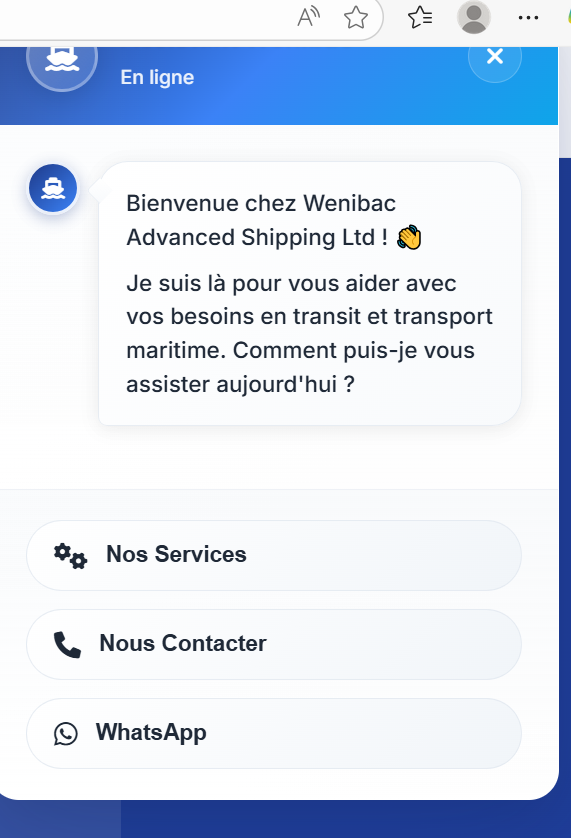 En ligne
Bienvenue chez Wenibac
Advanced Shipping Ltd ! 👋
Je suis là pour vous aider avec
vos besoins en transit et transport
maritime. Comment puis-je vous
assister aujourd'hui ?
Nos Services
Nous Contacter
WhatsApp